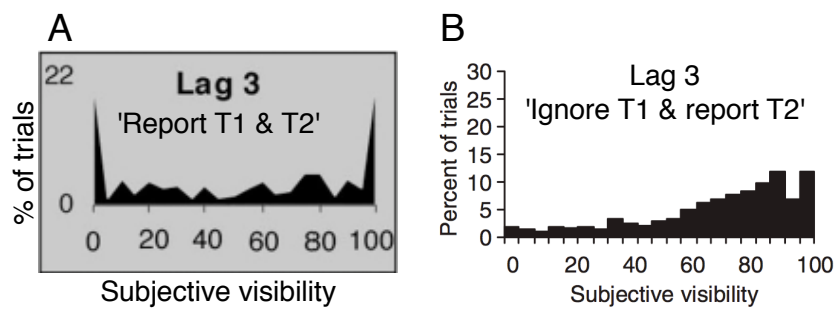 A
22
Lag 3
'Report T1 & T2'
% of trials
0
0 20 40 60 80 100
Subjective visibility
B
30
25
20
15
10
5
0
Lag 3
'Ignore T1 & report T2'
Percent of trials
0 20 40 60 80 100
Subjective visibility